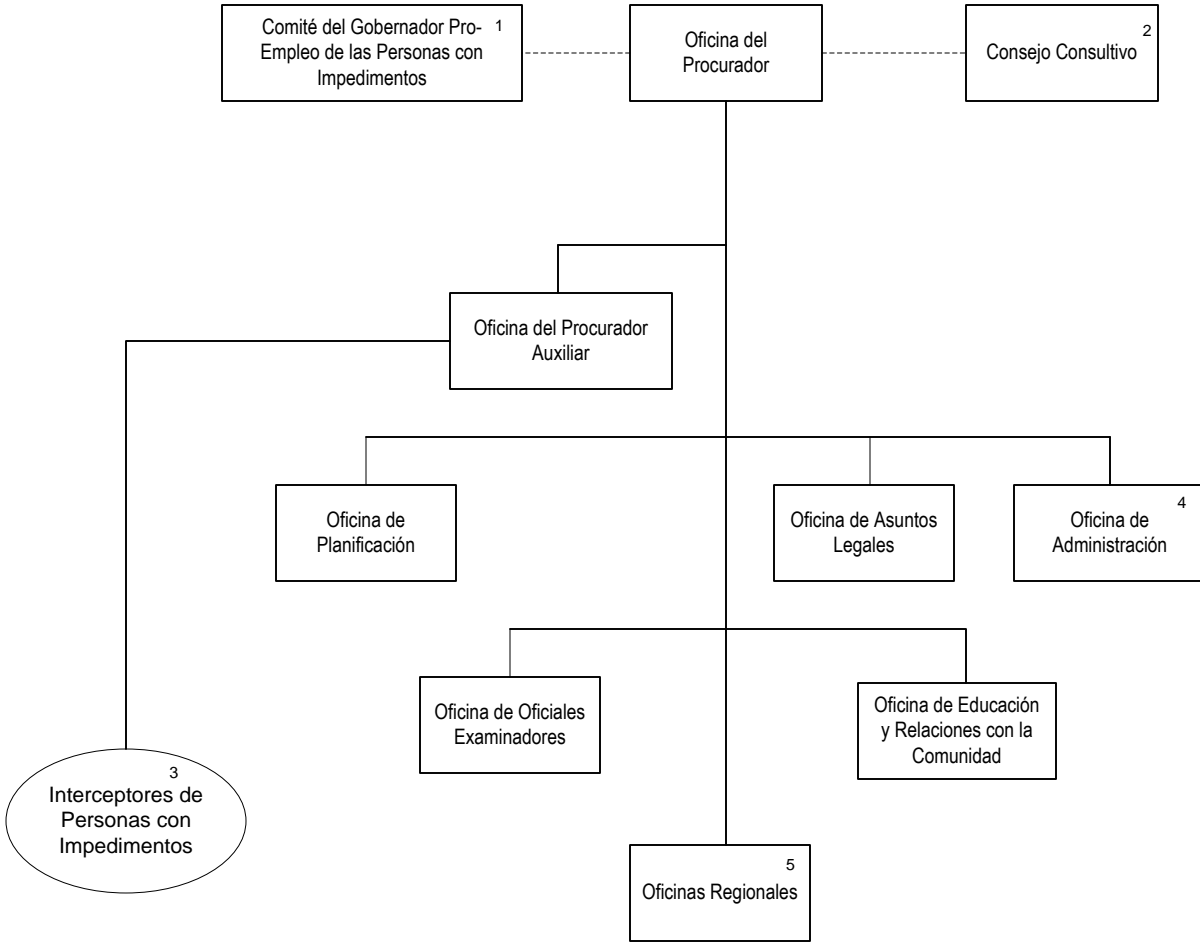 Comité del Gobernador Pro- 1
Empleo de las Personas con
Impedimentos
Oficina del
Procurador
2
Consejo Consultivo
Oficina del Procurador
Auxiliar
Oficina de
Planificación
Oficina de Asuntos
Legales
4
Oficina de
Administración
Oficina de Oficiales
Examinadores
Oficina de Educación
y Relaciones con la
Comunidad
3
Interceptores de
Personas con
Impedimentos
5
Oficinas Regionales